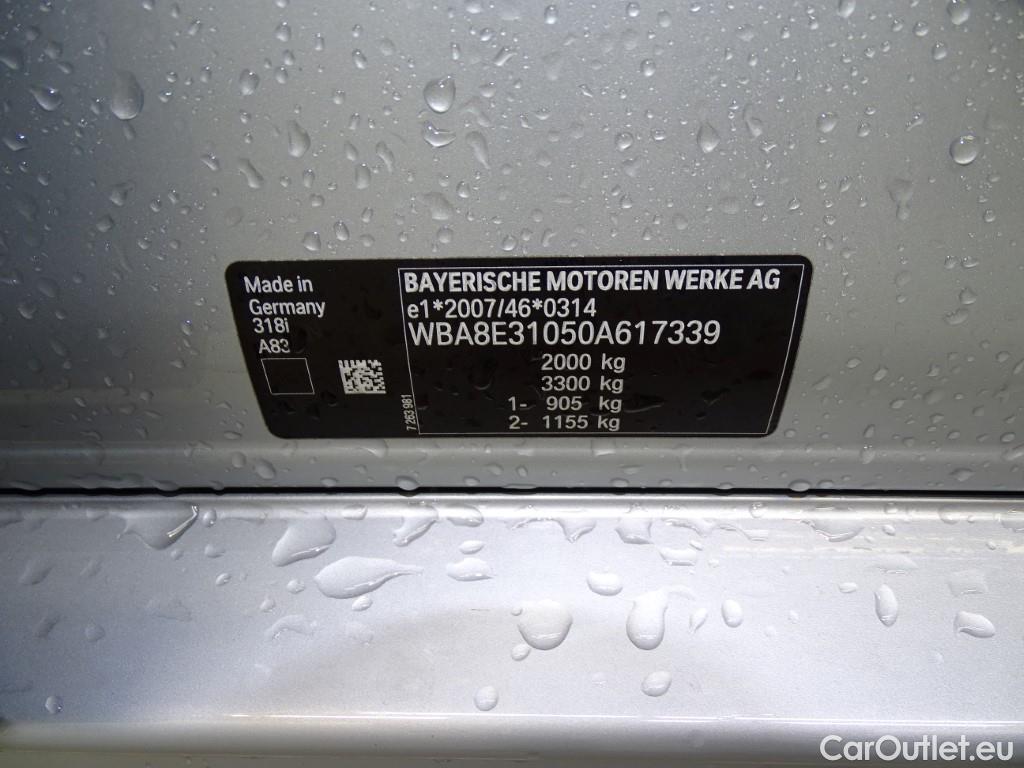 Made in
Germany
318i
A83
7 263 981
BAYERISCHE MOTOREN WERKE AG
e1*2007/46*0314
WBA8E31050A617339
2000 kg
3300 kg
1- 905 kg
2- 1155 kg
CarOutlet.eu